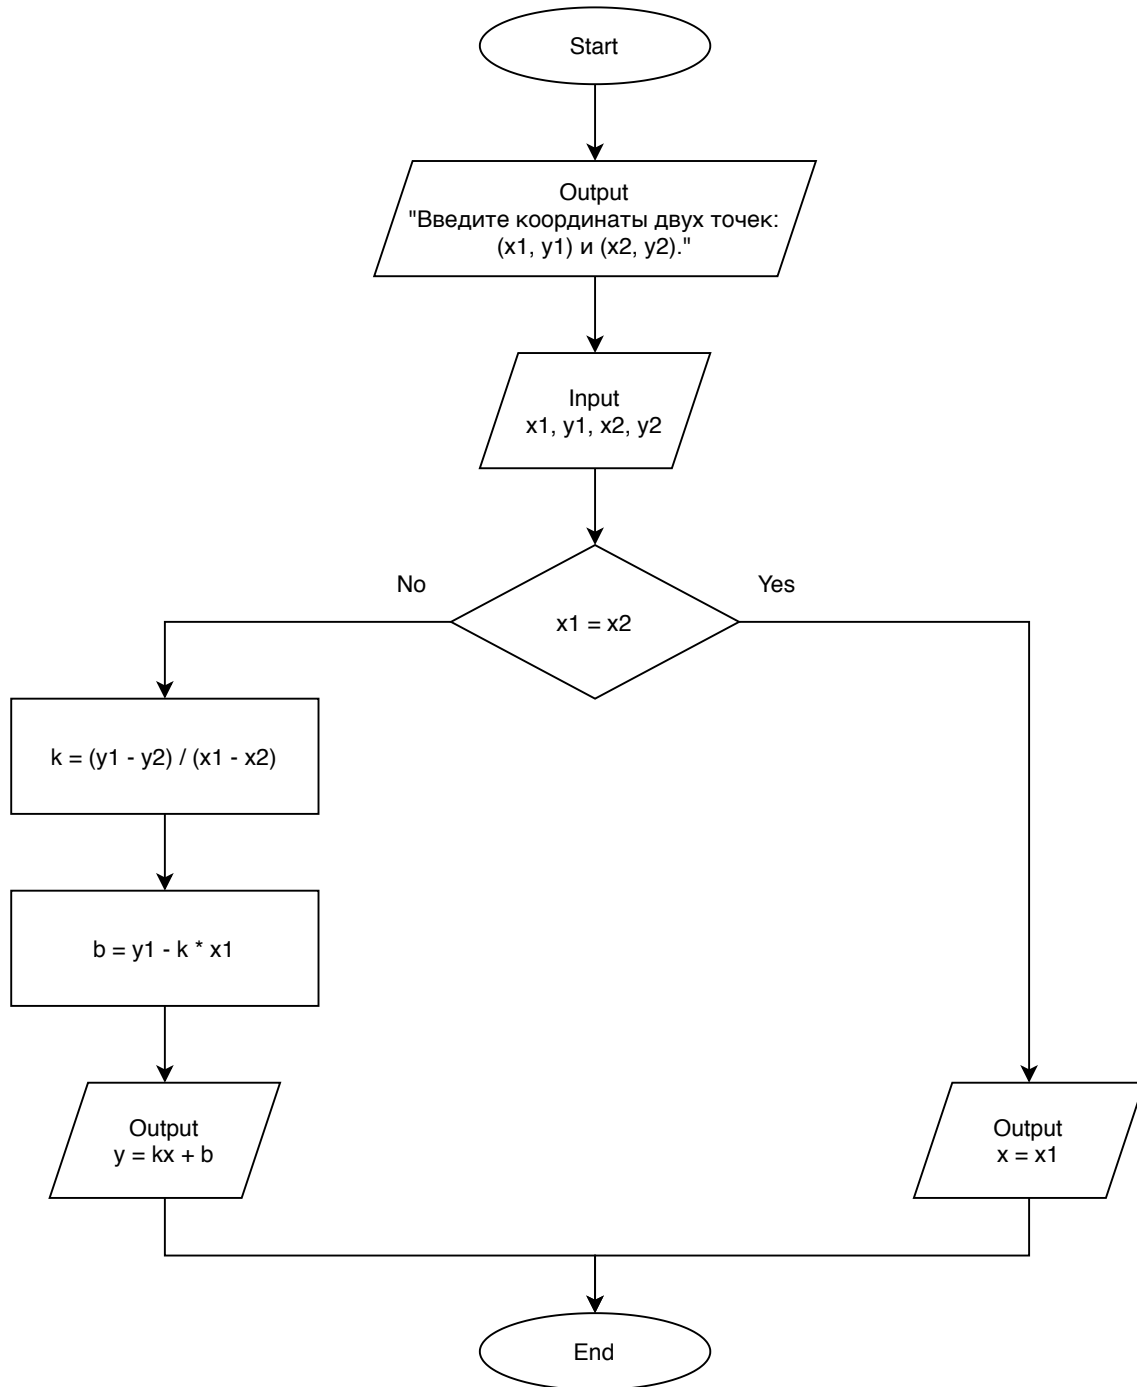 Start
Output
"Введите координаты двух точек:
(x1, y1) и (x2, y2)."
Input
x1, y1, x2, y2
No
Yes
x1 = x2
k = (y1 - y2) / (x1 - x2)
b = y1 - k * x1
Output
y = kx + b
Output
x = x1
End